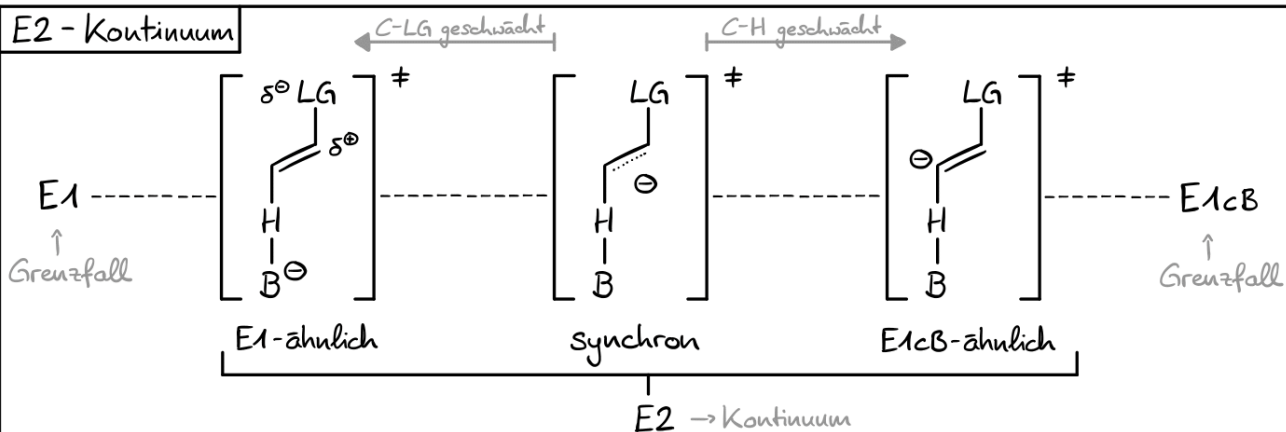 E2 - Kontinuum
C-LG geschwächt
C-H geschwächt
δ⊖ LG
≠
LG
≠
LG
≠
δ⊕
⊖
⊖
E1
E1cB
H
H
H
↑
↑
Grenzfall
Grenzfall
B⊖
B
B
E1-ähnlich
synchron
E1cB-ähnlich
E2 → Kontinuum